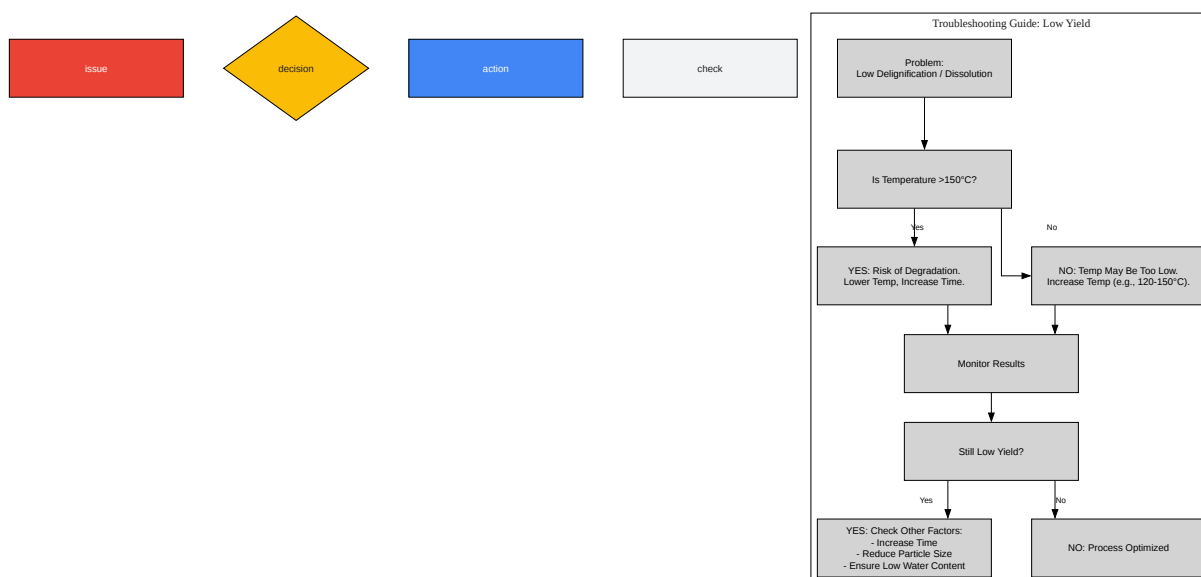 issue
decision
action
check
Troubleshooting Guide: Low Yield
Problem:
Low Delignification / Dissolution
Is Temperature >150°C?
Yes
No
YES: Risk of Degradation.
Lower Temp, Increase Time.
NO: Temp May Be Too Low.
Increase Temp (e.g., 120-150°C).
Monitor Results
Still Low Yield?
Yes
No
YES: Check Other Factors:
- Increase Time
- Reduce Particle Size
- Ensure Low Water Content
NO: Process Optimized